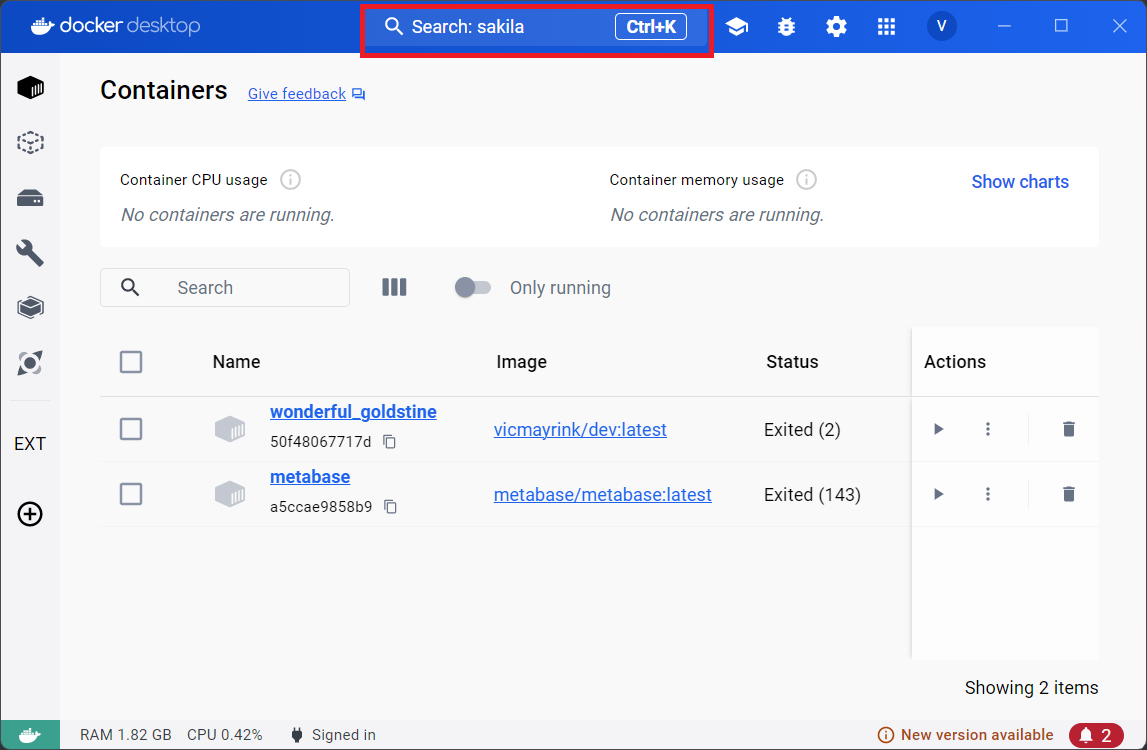 docker desktop
Search: sakila
Ctrl+K
V
Containers
Give feedback
Container CPU usage
Container memory usage
Show charts
No containers are running.
No containers are running.
Search
Only running
Name
Image
Status
Actions
wonderful_goldstine
50f48067717d
vicmayrink/dev:latest
Exited (2)
metabase
a5ccae9858b9
metabase/metabase:latest
Exited (143)
EXT
Showing 2 items
RAM 1.82 GB
CPU 0.42%
Signed in
New version available
2